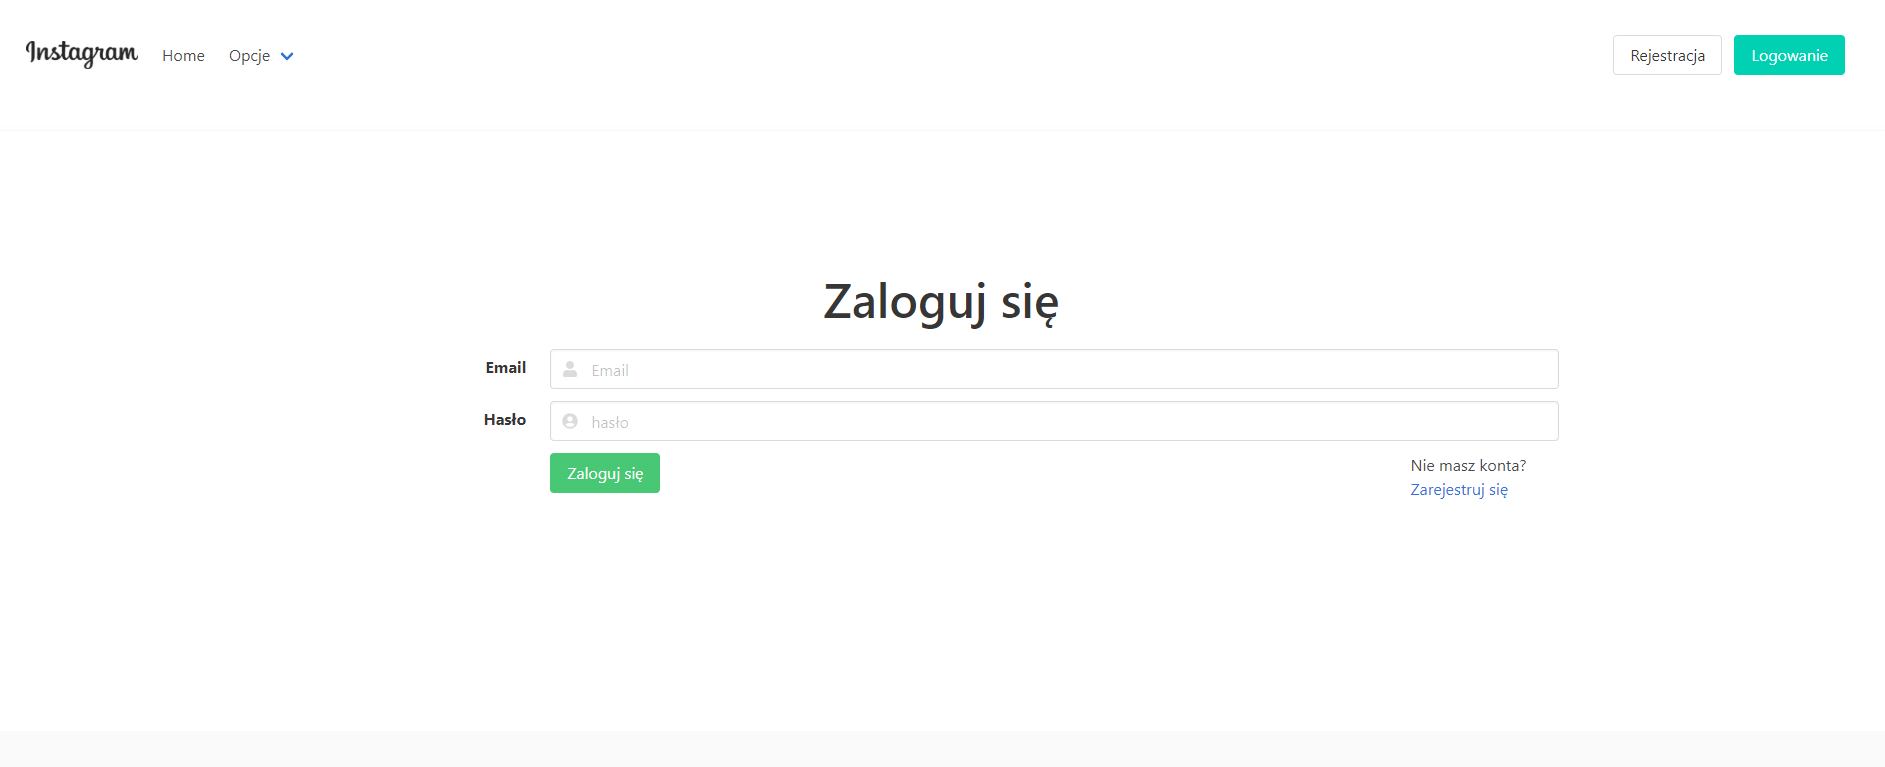 Instagram Home Opcje Rejestracja Logowanie
Zaloguj się
Email Email
Hasło hasło
Zaloguj się Nie masz konta?
Zarejestruj się